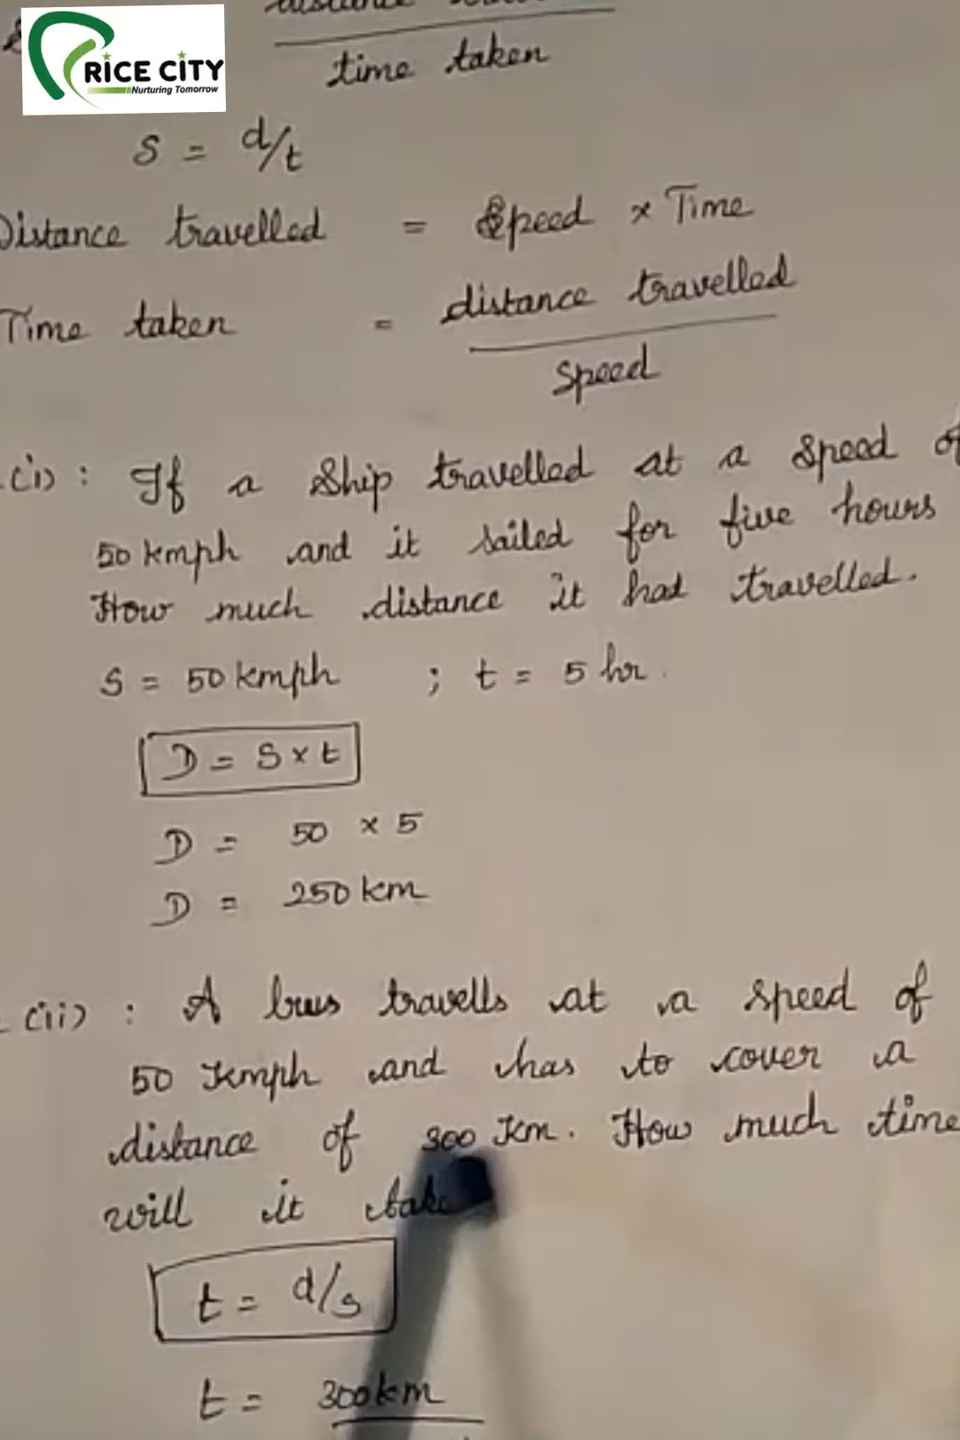 distance
time taken
RICE CITY
Nurturing Tomorrow
S = d/t
Distance travelled = Speed × Time
Time taken = distance travelled
Speed
(i) : If a Ship travelled at a Speed of
50 kmph and it sailed for five hours
How much distance it had travelled.
S = 50 kmph ; t = 5 hr.
D = S × t
D = 50 × 5
D = 250 km
(ii) : A bus travells at a speed of
50 Kmph and has to cover a
distance of 300 Km. How much time
will it take
t = d/s
t = 300km